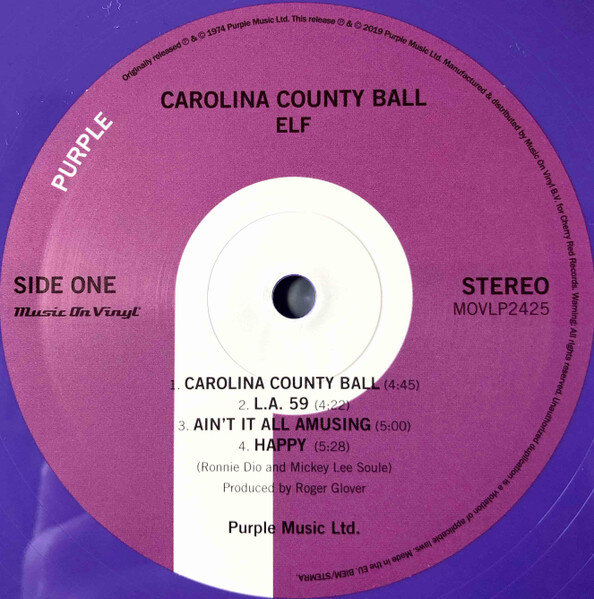 Originally released ℗ & © 1974 Purple Music Ltd. This release ℗ & © 2019 Purple Music Ltd. Manufactured & distributed by Music On Vinyl B.V. for Cherry Red Records. Warning: All rights reserved. Unauthorized duplication is a violation of applicable laws. Made in the EU. BIEM/STEMRA.
CAROLINA COUNTY BALL
ELF
PURPLE
SIDE ONE
STEREO
Music On Vinyl
MOVLP2425
1. CAROLINA COUNTY BALL (4:45)
2. L.A. 59 (4:22)
3. AIN'T IT ALL AMUSING (5:00)
4. HAPPY (5:28)
(Ronnie Dio and Mickey Lee Soule)
Produced by Roger Glover
Purple Music Ltd.